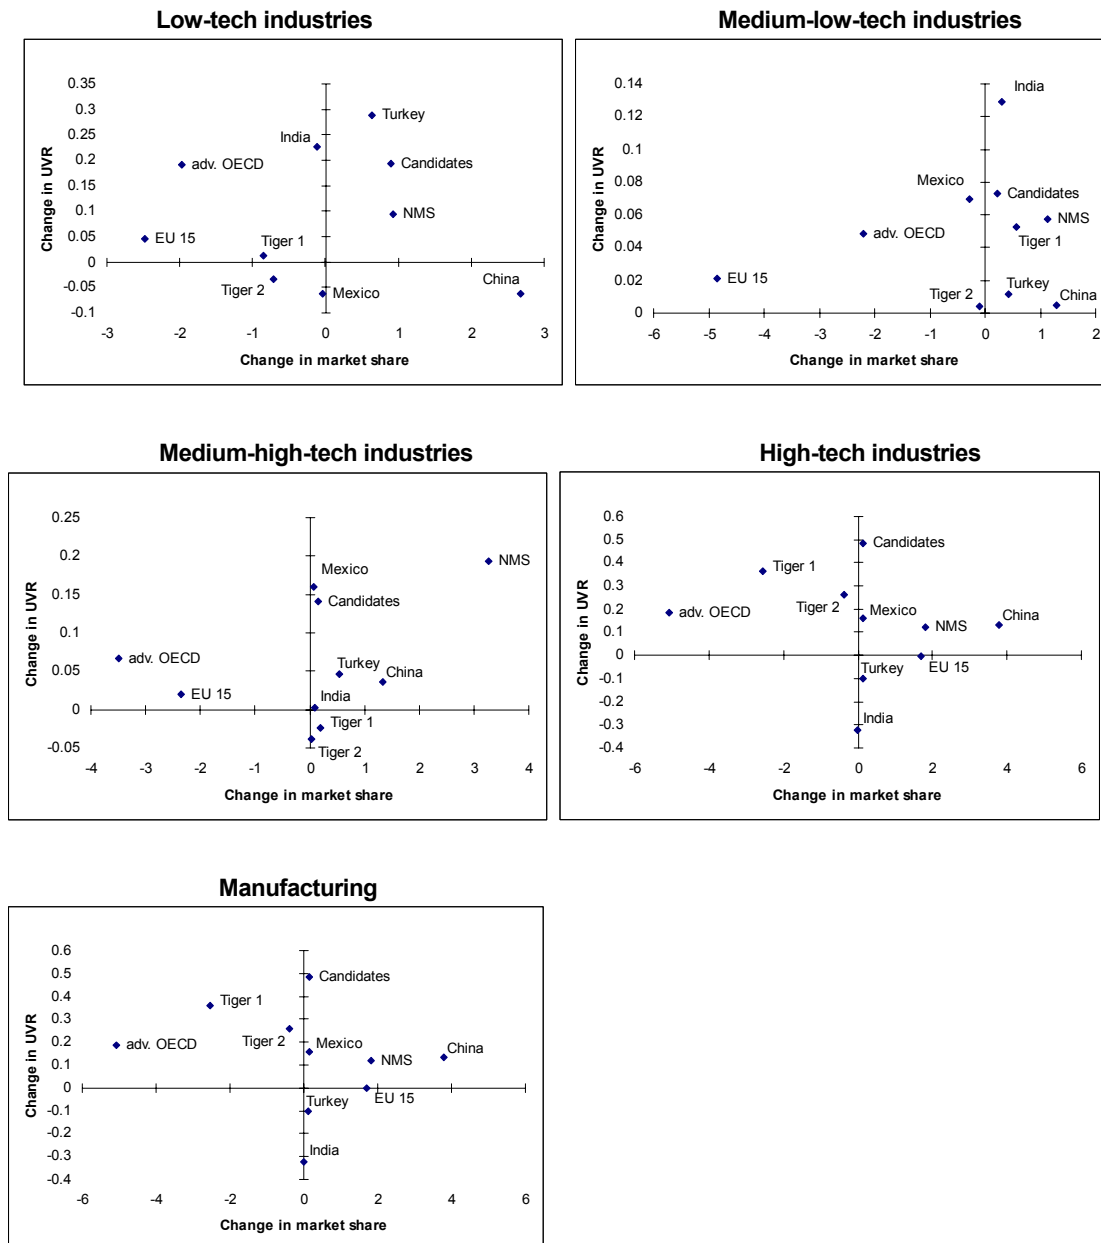 Low-tech industries
0.35
0.3
0.25
0.2
0.15
0.1
0.05
0
-0.05
-0.1
Change in UVR
Turkey
India
adv. OECD
Candidates
NMS
EU 15
Tiger 1
Tiger 2
Mexico
China
-3 -2 -1 0 1 2 3
Change in market share
Medium-low-tech industries
0.14
0.12
0.1
0.08
0.06
0.04
0.02
0
Change in UVR
India
Mexico
Candidates
NMS
adv. OECD
Tiger 1
EU 15
Turkey
Tiger 2
China
-6 -5 -4 -3 -2 -1 0 1 2
Change in market share
Medium-high-tech industries
0.25
0.2
0.15
0.1
0.05
0
-0.05
Change in UVR
NMS
Mexico
Candidates
adv. OECD
Turkey
China
EU 15
India
Tiger 1
Tiger 2
-4 -3 -2 -1 0 1 2 3 4
Change in market share
High-tech industries
0.6
0.5
0.4
0.3
0.2
0.1
0
-0.1
-0.2
-0.3
-0.4
Change in UVR
Candidates
Tiger 1
Tiger 2
adv. OECD
Mexico
China
NMS
Turkey
EU 15
India
-6 -4 -2 0 2 4 6
Change in market share
Manufacturing
0.6
0.5
0.4
0.3
0.2
0.1
0
-0.1
-0.2
-0.3
-0.4
Change in UVR
Candidates
Tiger 1
Tiger 2
adv. OECD
Mexico
China
NMS
Turkey
EU 15
India
-6 -4 -2 0 2 4 6
Change in market share